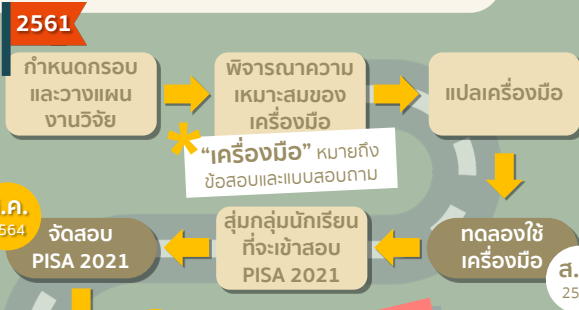 2561
กำหนดกรอบ
และวางแผน
งานวิจัย
พิจารณาความ
เหมาะสมของ
เครื่องมือ
แปลเครื่องมือ
* “เครื่องมือ” หมายถึง
ข้อสอบและแบบสอบถาม
ทดลองใช้
เครื่องมือ
สุ่มกลุ่มนักเรียน
ที่จะเข้าสอบ
PISA 2021
จัดสอบ
PISA 2021